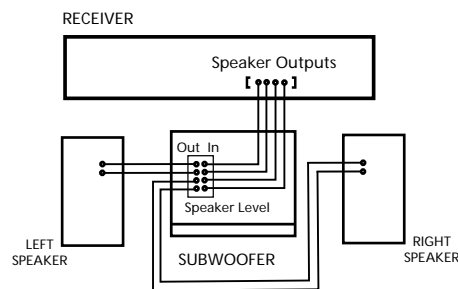 RECEIVER
Speaker Outputs
Out In
Speaker Level
LEFT
SPEAKER
SUBWOOFER
RIGHT
SPEAKER